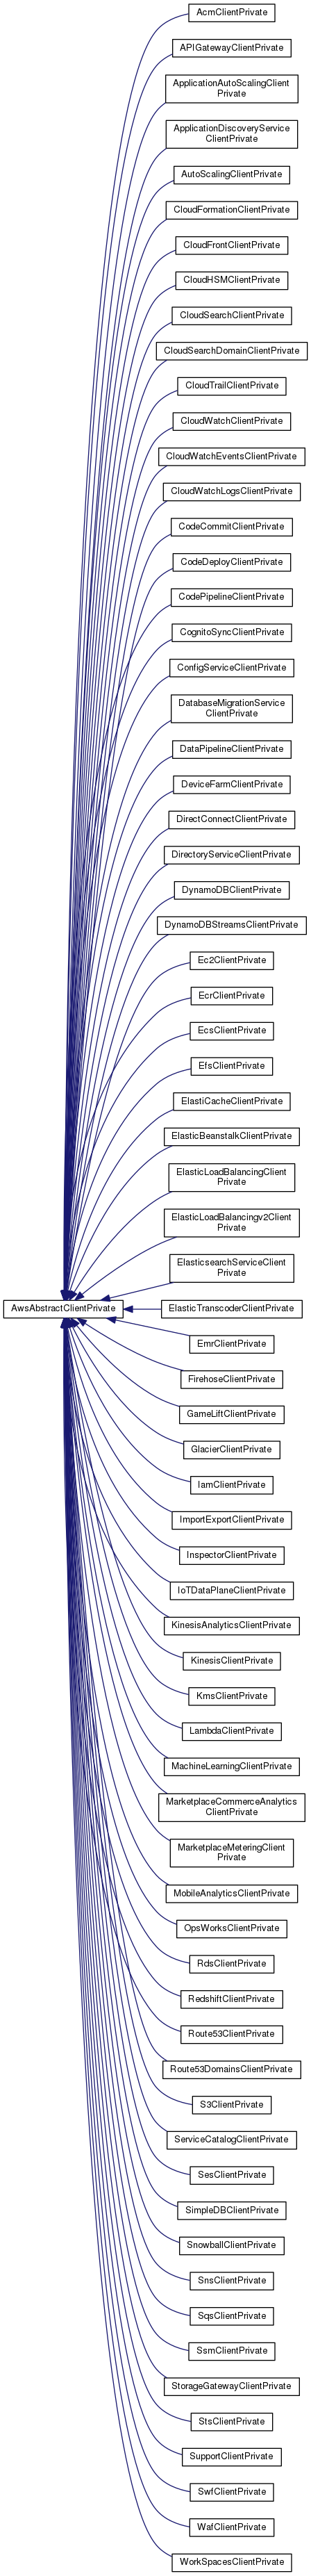 AcmClientPrivate
APIGatewayClientPrivate
ApplicationAutoScalingClient
Private
ApplicationDiscoveryService
ClientPrivate
AutoScalingClientPrivate
CloudFormationClientPrivate
CloudFrontClientPrivate
CloudHSMClientPrivate
CloudSearchClientPrivate
CloudSearchDomainClientPrivate
CloudTrailClientPrivate
CloudWatchClientPrivate
CloudWatchEventsClientPrivate
CloudWatchLogsClientPrivate
CodeCommitClientPrivate
CodeDeployClientPrivate
CodePipelineClientPrivate
CognitoSyncClientPrivate
ConfigServiceClientPrivate
DatabaseMigrationService
ClientPrivate
DataPipelineClientPrivate
DeviceFarmClientPrivate
DirectConnectClientPrivate
DirectoryServiceClientPrivate
DynamoDBClientPrivate
DynamoDBStreamsClientPrivate
Ec2ClientPrivate
EcrClientPrivate
EcsClientPrivate
EfsClientPrivate
ElastiCacheClientPrivate
ElasticBeanstalkClientPrivate
ElasticLoadBalancingClient
Private
ElasticLoadBalancingv2Client
Private
ElasticsearchServiceClient
Private
AwsAbstractClientPrivate
ElasticTranscoderClientPrivate
EmrClientPrivate
FirehoseClientPrivate
GameLiftClientPrivate
GlacierClientPrivate
IamClientPrivate
ImportExportClientPrivate
InspectorClientPrivate
IoTDataPlaneClientPrivate
KinesisAnalyticsClientPrivate
KinesisClientPrivate
KmsClientPrivate
LambdaClientPrivate
MachineLearningClientPrivate
MarketplaceCommerceAnalytics
ClientPrivate
MarketplaceMeteringClient
Private
MobileAnalyticsClientPrivate
OpsWorksClientPrivate
RdsClientPrivate
RedshiftClientPrivate
Route53ClientPrivate
Route53DomainsClientPrivate
S3ClientPrivate
ServiceCatalogClientPrivate
SesClientPrivate
SimpleDBClientPrivate
SnowballClientPrivate
SnsClientPrivate
SqsClientPrivate
SsmClientPrivate
StorageGatewayClientPrivate
StsClientPrivate
SupportClientPrivate
SwfClientPrivate
WafClientPrivate
WorkSpacesClientPrivate